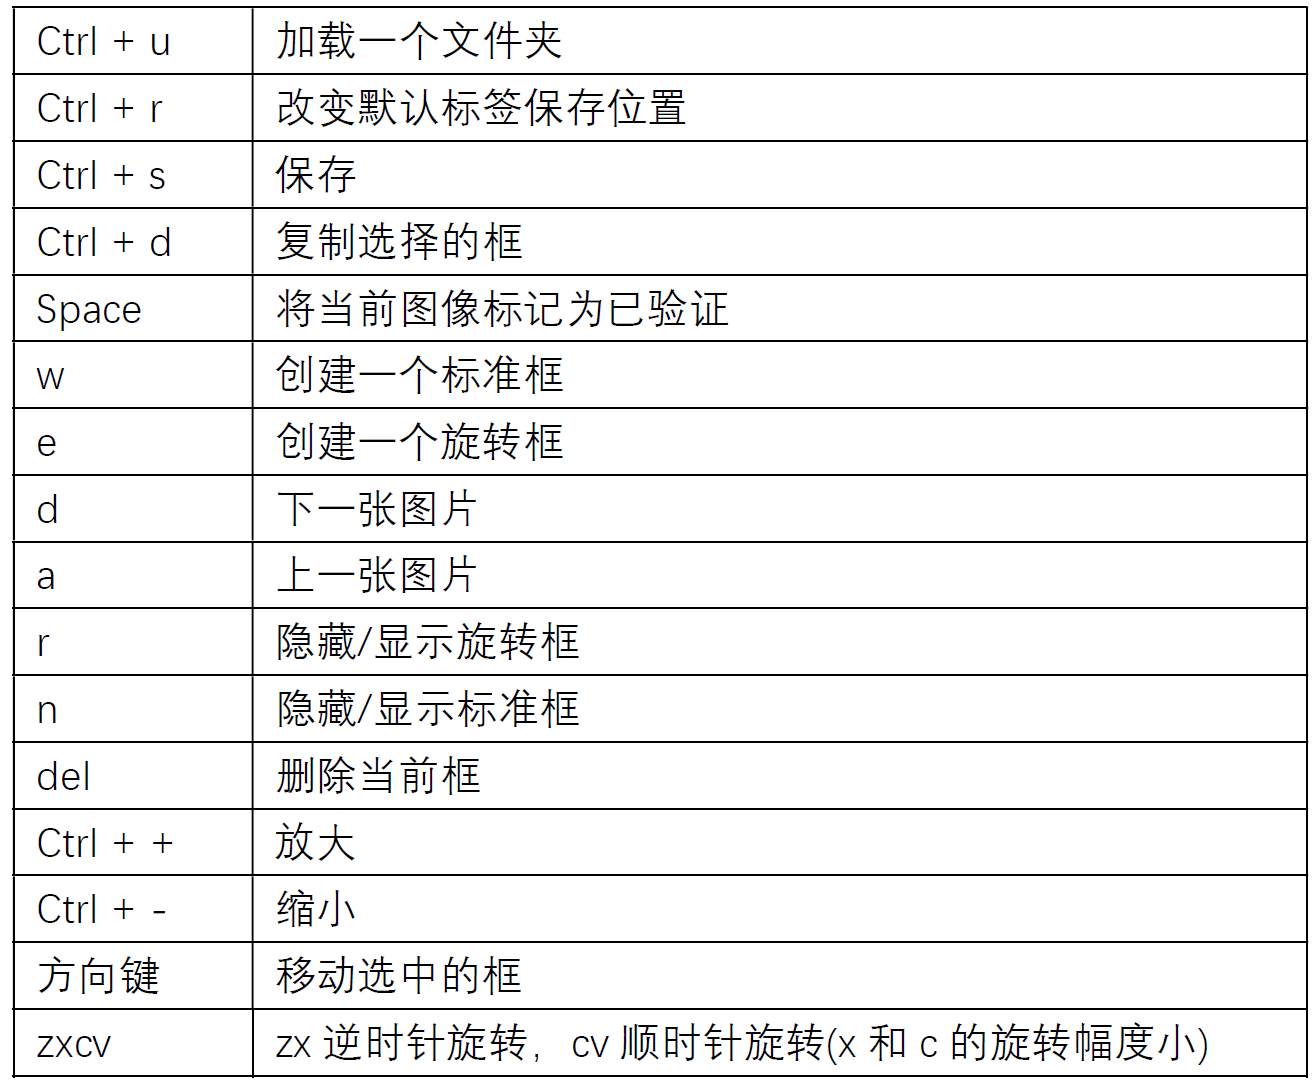 Ctrl + u 加载一个文件夹
Ctrl + r 改变默认标签保存位置
Ctrl + s 保存
Ctrl + d 复制选择的框
Space 将当前图像标记为已验证
w 创建一个标准框
e 创建一个旋转框
d 下一张图片
a 上一张图片
r 隐藏/显示旋转框
n 隐藏/显示标准框
del 删除当前框
Ctrl + + 放大
Ctrl + - 缩小
方向键 移动选中的框
zxcv zx 逆时针旋转，cv 顺时针旋转(x 和 c 的旋转幅度小)